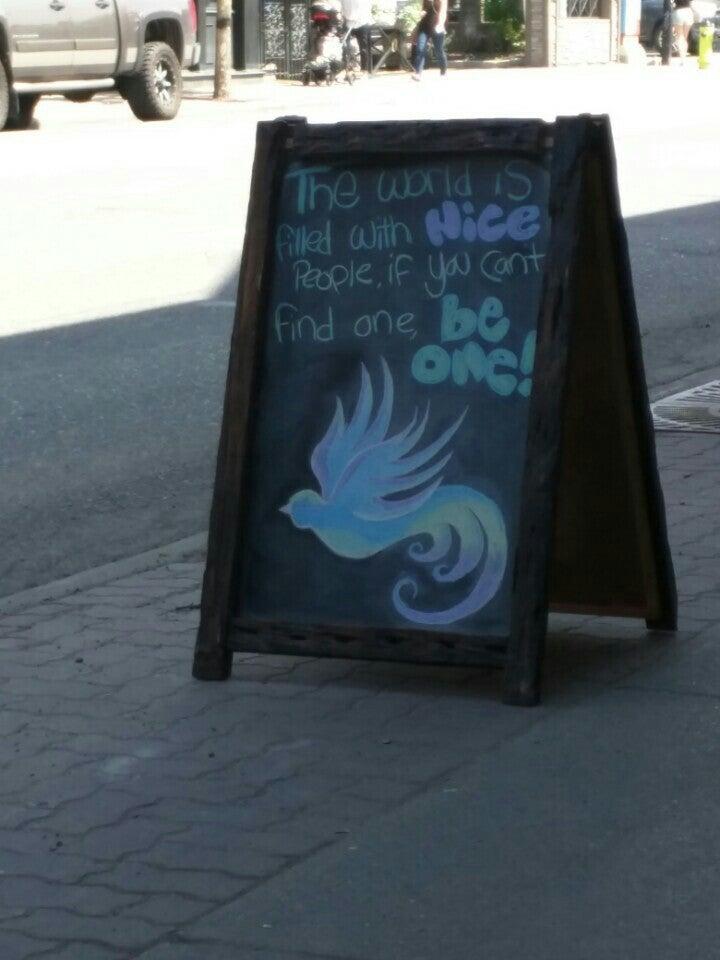 The world is
filled with Nice
People, if you cant
find one, be
one!